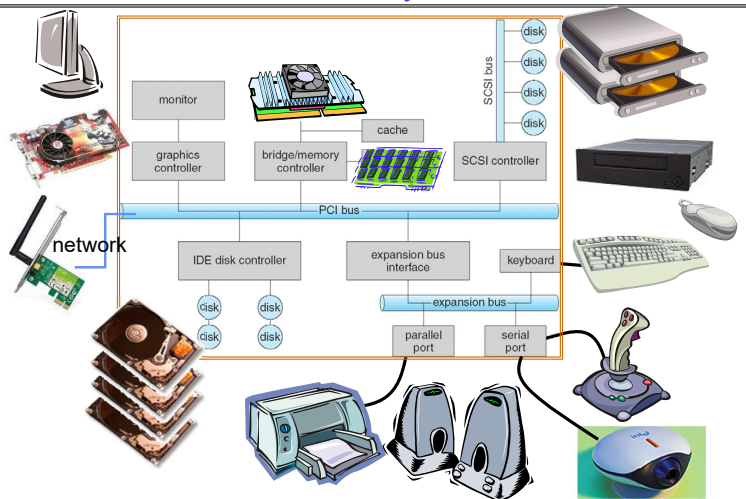 disk
disk
disk
disk
SCSI bus
monitor
cache
graphics
controller
bridge/memory
controller
SCSI controller
PCI bus
network
IDE disk controller
expansion bus
interface
keyboard
disk
disk
disk
disk
expansion bus
parallel
port
serial
port
intel